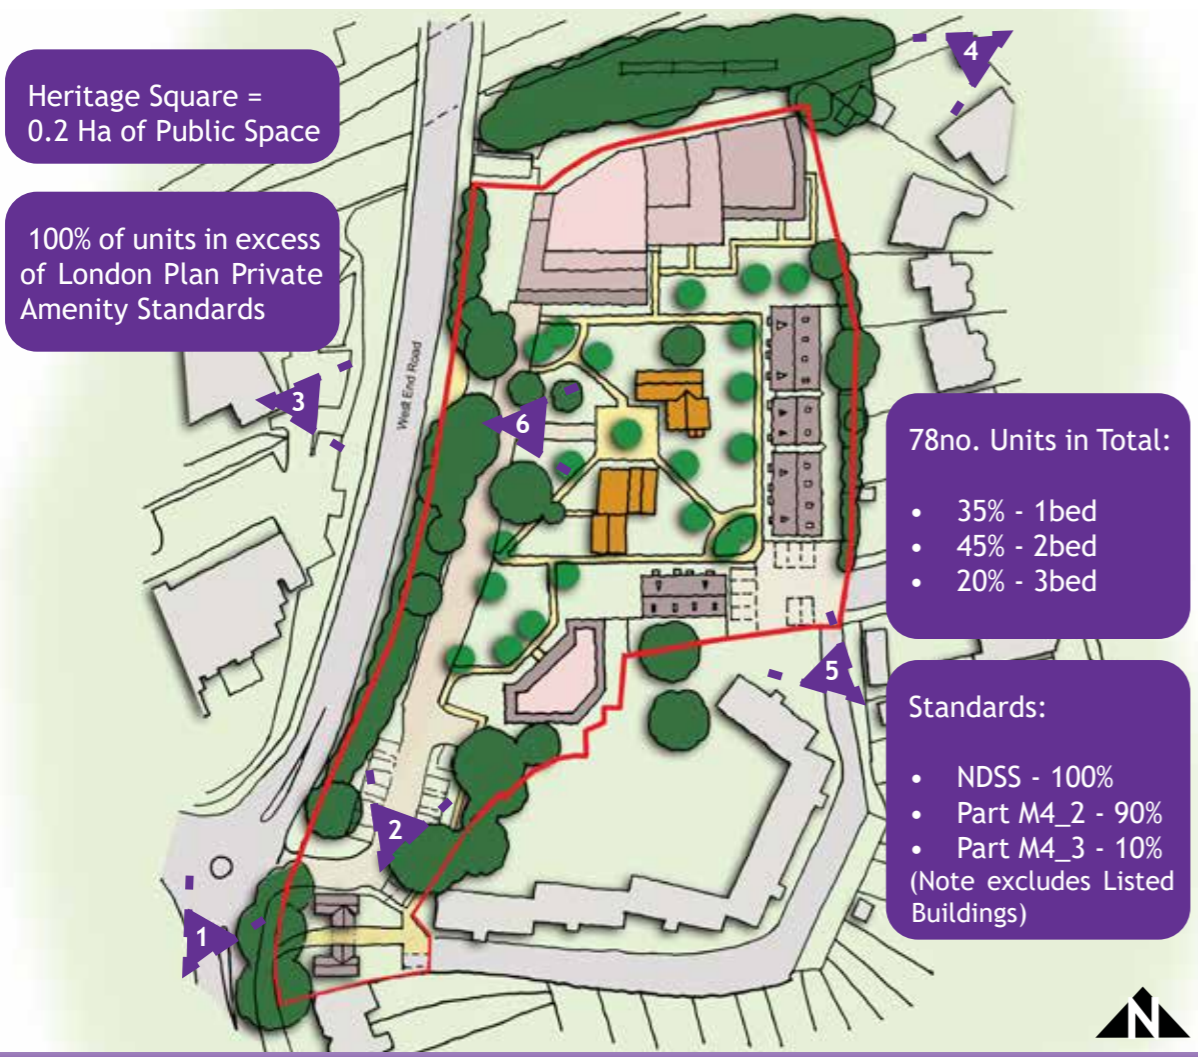 Heritage Square =
0.2 Ha of Public Space
100% of units in excess
of London Plan Private
Amenity Standards
4
3
West End Road
6
78no. Units in Total:
• 35% - 1bed
• 45% - 2bed
• 20% - 3bed
5
Standards:
• NDSS - 100%
• Part M4_2 - 90%
• Part M4_3 - 10%
(Note excludes Listed
Buildings)
2
1
N